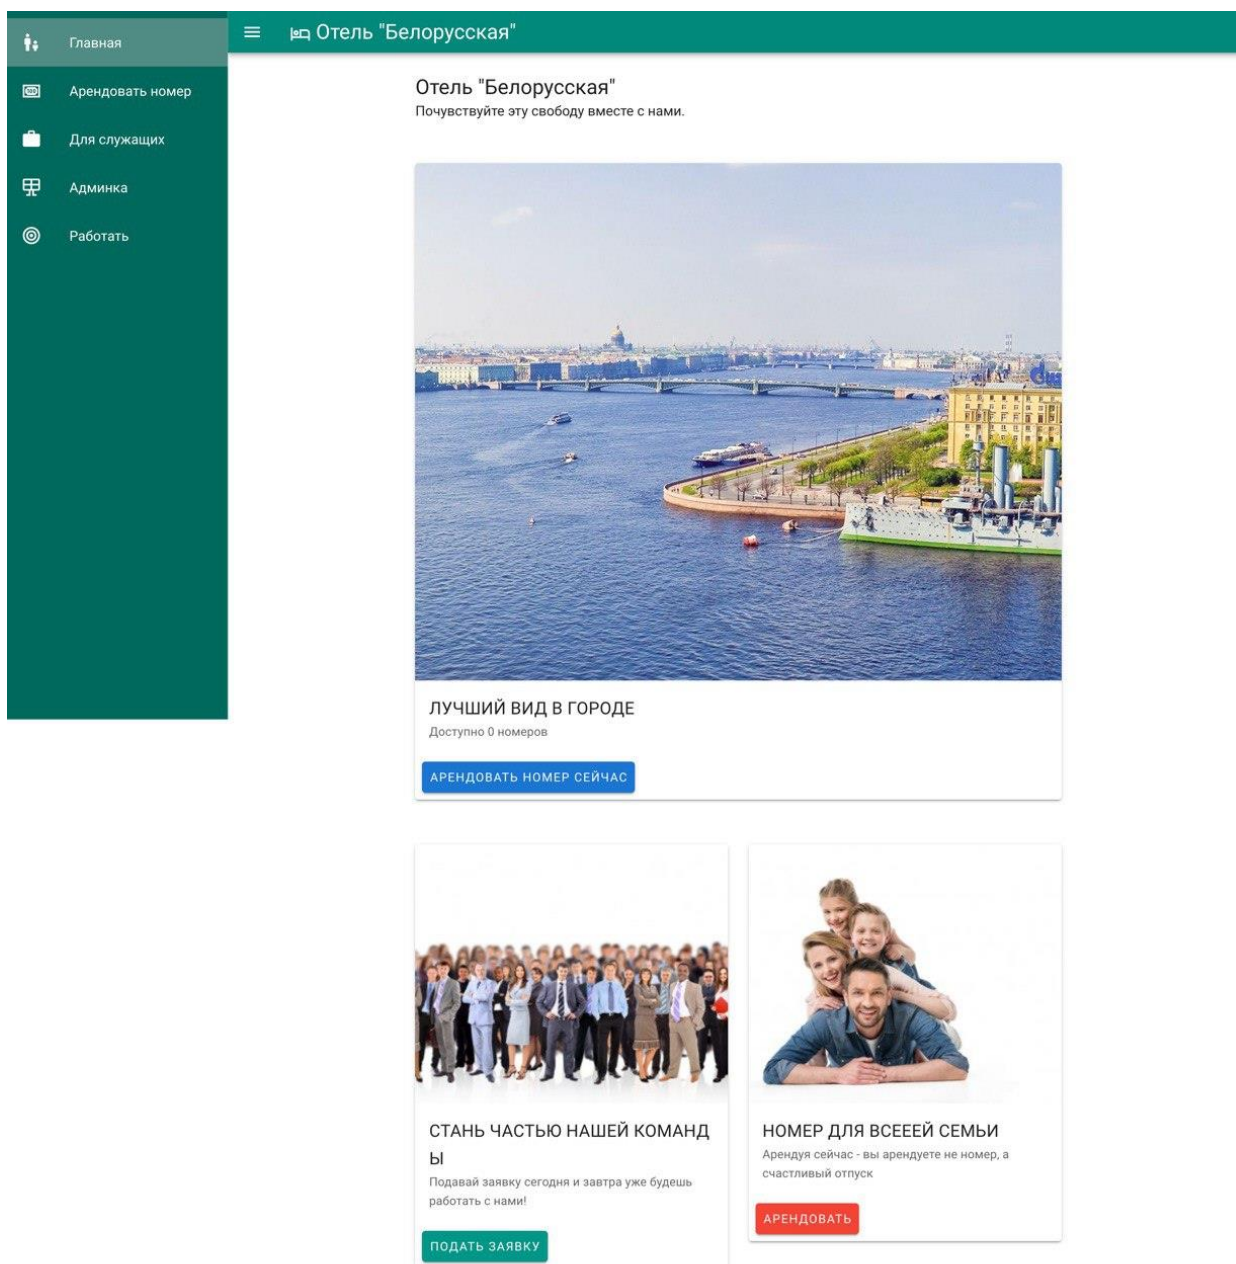 Главная
Арендовать номер
Для служащих
Админка
Работать
Отель "Белорусская"
Отель "Белорусская"
Почувствуйте эту свободу вместе с нами.
ЛУЧШИЙ ВИД В ГОРОДЕ
Доступно 0 номеров
АРЕНДОВАТЬ НОМЕР СЕЙЧАС
СТАНЬ ЧАСТЬЮ НАШЕЙ КОМАНД
Ы
Подавай заявку сегодня и завтра уже будешь
работать с нами!
ПОДАТЬ ЗАЯВКУ
НОМЕР ДЛЯ ВСЕЕЕЙ СЕМЬИ
Арендуя сейчас - вы арендуете не номер, а
счастливый отпуск
АРЕНДОВАТЬ